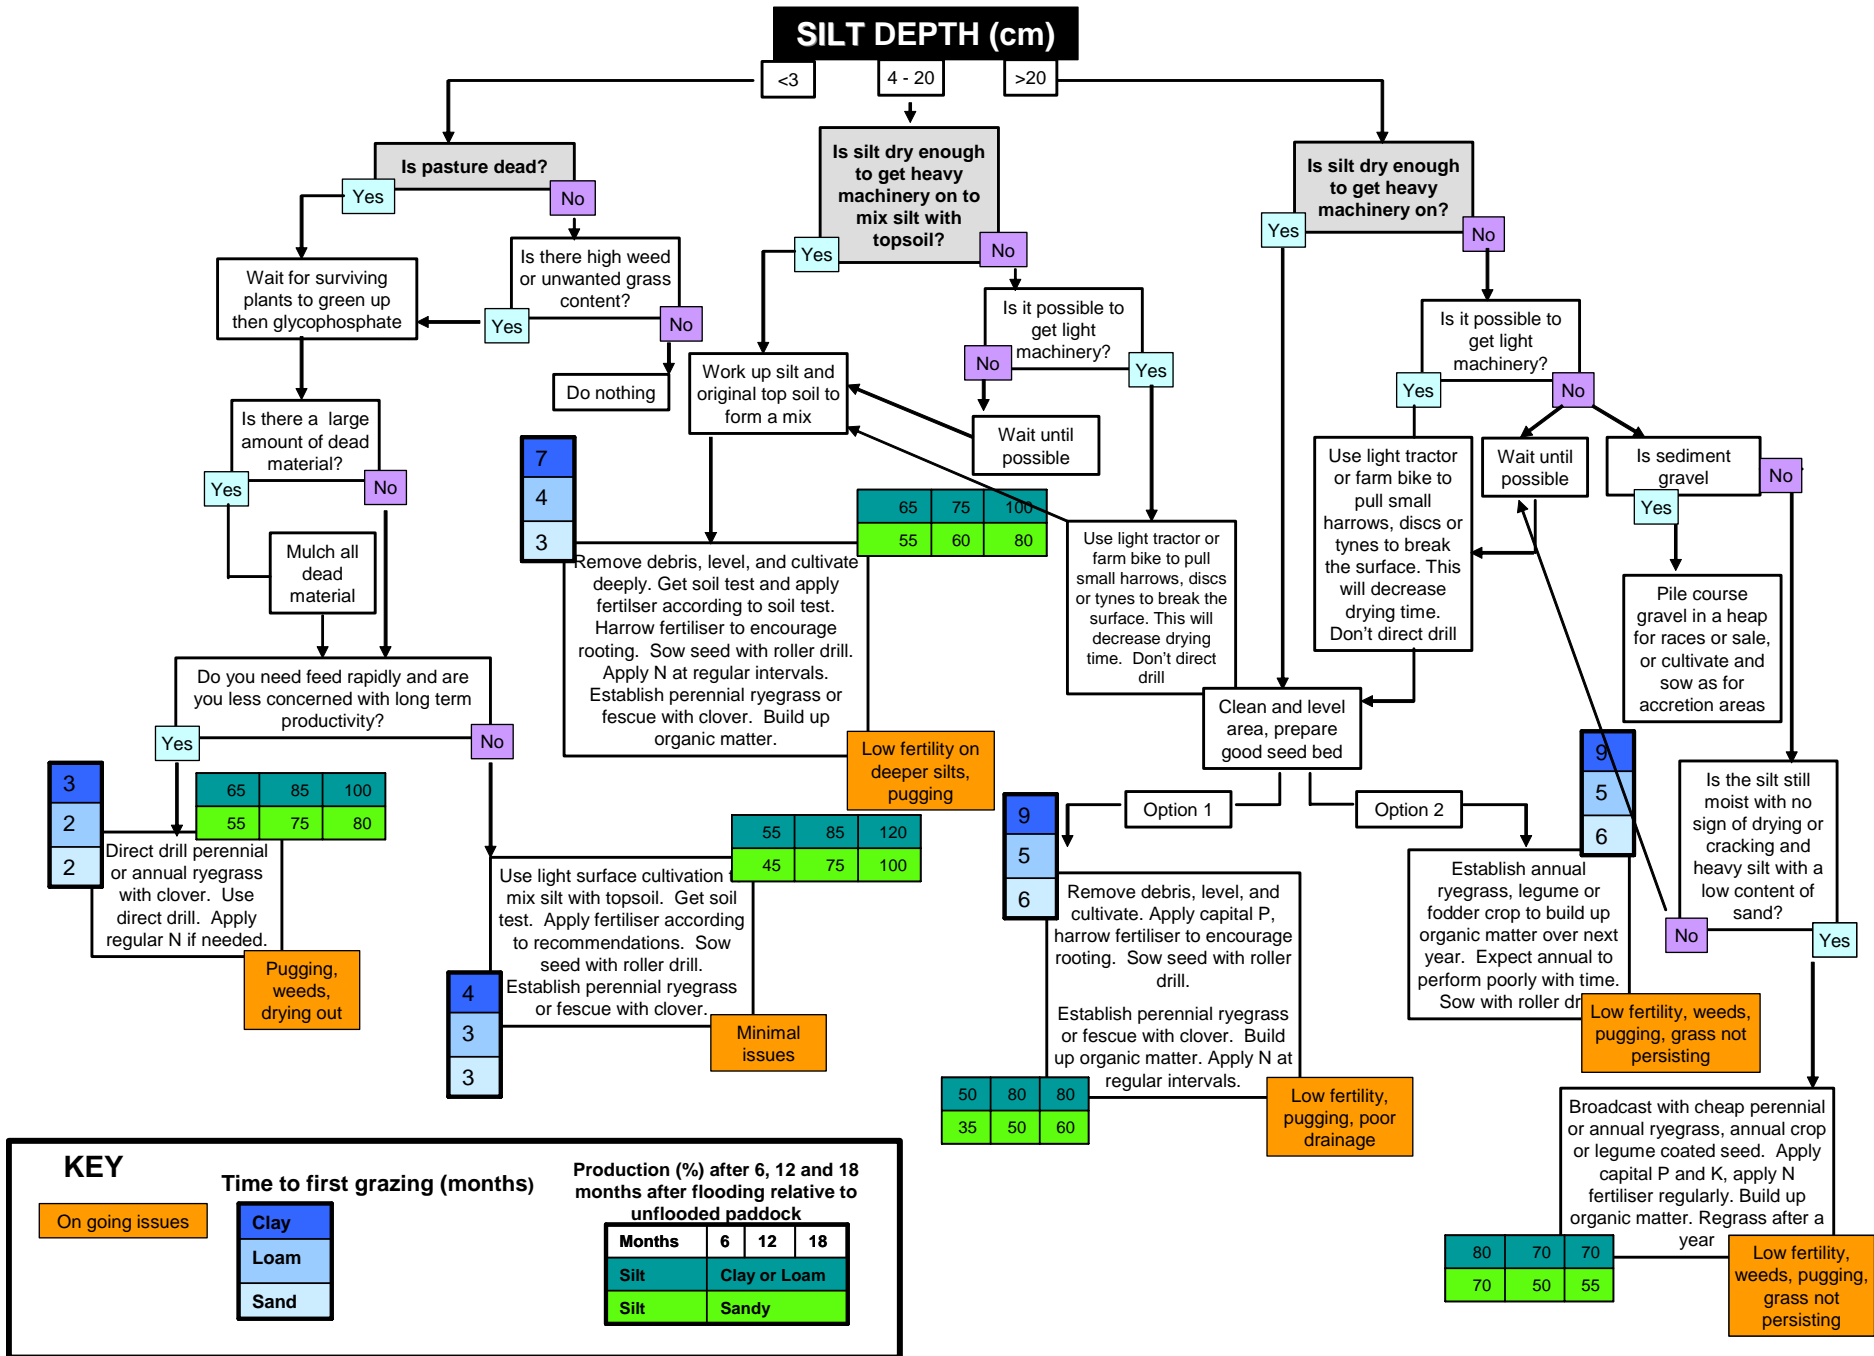 SILT DEPTH (cm)
<3
4 - 20
>20
Is pasture dead?
Yes
No
Wait for surviving
plants to green up
then glycophosphate
Is there high weed
or unwanted grass
content?
Yes
No
Do nothing
Is there a large
amount of dead
material?
Yes
No
Mulch all
dead
material
Do you need feed rapidly and are
you less concerned with long term
productivity?
Yes
No
3
2
2
65 85 100
55 75 80
Direct drill perennial
or annual ryegrass
with clover. Use
direct drill. Apply
regular N if needed.
Pugging,
weeds,
drying out
55 85 120
45 75 100
Use light surface cultivation
mix silt with topsoil. Get soil
test. Apply fertiliser according
to recommendations. Sow
seed with roller drill.
Establish perennial ryegrass
or fescue with clover.
4
3
3
Minimal
issues
Is silt dry enough
to get heavy
machinery on to
mix silt with
topsoil?
Yes
No
Is it possible to
get light
machinery?
No
Yes
Work up silt and
original top soil to
form a mix
Wait until
possible
7
4
3
65 75 100
55 60 80
Remove debris, level, and cultivate
deeply. Get soil test and apply
fertilser according to soil test.
Harrow fertiliser to encourage
rooting. Sow seed with roller drill.
Apply N at regular intervals.
Establish perennial ryegrass or
fescue with clover. Build up
organic matter.
Low fertility on
deeper silts,
pugging
Use light tractor or
farm bike to pull
small harrows, discs
or tynes to break the
surface. This will
decrease drying
time. Don't direct
drill
Is silt dry enough
to get heavy
machinery on?
Yes
No
Is it possible to
get light
machinery?
Yes
No
Use light tractor
or farm bike to
pull small
harrows, discs or
tynes to break
the surface. This
will decrease
drying time.
Don't direct drill
Wait until
possible
Is sediment
gravel
Yes
No
Pile course
gravel in a heap
for races or sale,
or cultivate and
sow as for
accretion areas
Clean and level
area, prepare
good seed bed
Option 1
Option 2
9
5
6
Remove debris, level, and
cultivate. Apply capital P,
harrow fertiliser to encourage
rooting. Sow seed with roller
drill.
Establish perennial ryegrass
or fescue with clover. Build
up organic matter. Apply N at
regular intervals.
50 80 80
35 50 60
Low fertility,
pugging, poor
drainage
9
5
6
Establish annual
ryegrass, legume or
fodder crop to build up
organic matter over next
year. Expect annual to
perform poorly with time.
Sow with roller
Low fertility, weeds,
pugging, grass not
persisting
Is the silt still
moist with no
sign of drying or
cracking and
heavy silt with a
low content of
sand?
No
Yes
Broadcast with cheap perennial
or annual ryegrass, annual crop
or legume coated seed. Apply
capital P and K, apply N
fertiliser regularly. Build up
organic matter. Regrass after a
year
80 70 70
70 50 55
Low fertility,
weeds, pugging,
grass not
persisting
KEY
On going issues
Time to first grazing (months)
Clay
Loam
Sand
Production (%) after 6, 12 and 18
months after flooding relative to
unflooded paddock
Months 6 12 18
Silt Clay or Loam
Silt Sandy